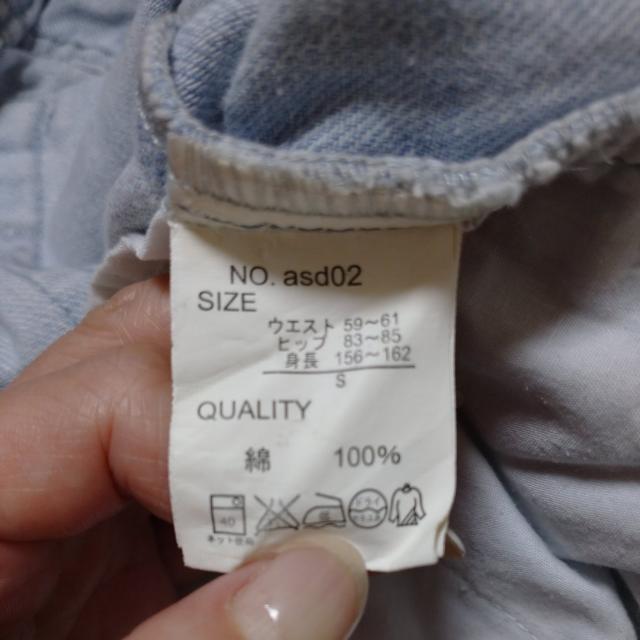 NO. asd02
SIZE
ウエスト 59~61
ヒップ 83~85
身長 156~162
S
QUALITY
綿 100%
40